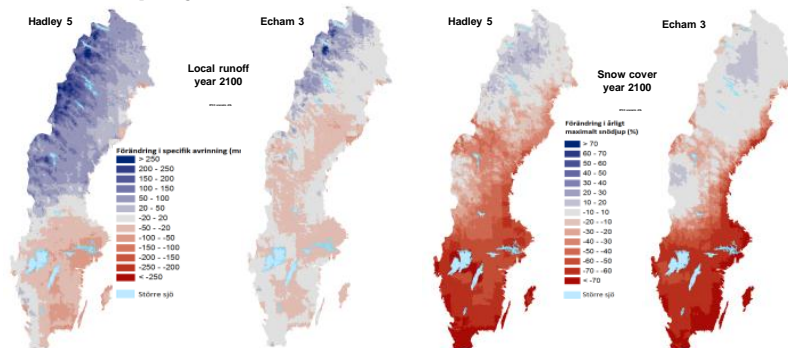 Hadley 5
Echam 3
Local runoff
year 2100
Förändring i specifik avrinning (m
> 250
200 - 250
150 - 200
100 - 150
50 - 100
20 - 50
-20 - 20
-50 - -20
-100 - -50
-150 - -100
-200 - -150
-250 - -200
< -250
Större sjö
Hadley 5
Echam 3
Snow cover
year 2100
Förändring i årligt
maximalt snödjup (%)
> 70
60 - 70
50 - 60
40 - 50
30 - 40
20 - 30
10 - 20
-10 - 10
-20 - -10
-30 - -20
-40 - -30
-50 - -40
-60 - -50
-70 - -60
< -70
Större sjö